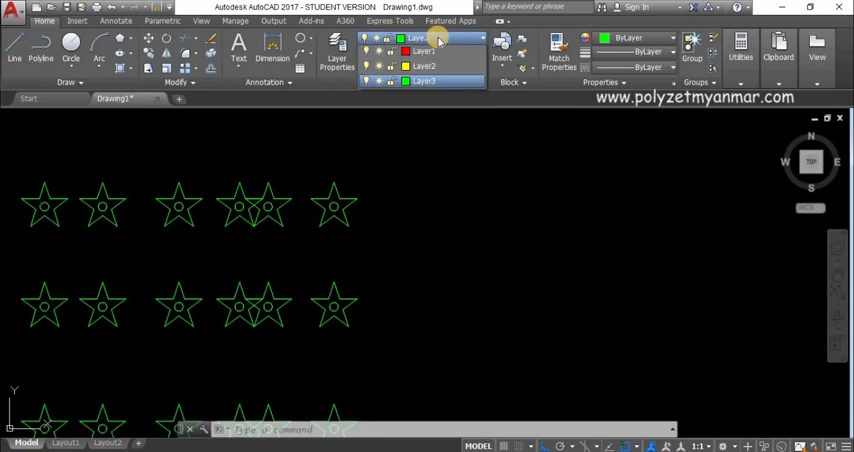 Autodesk AutoCAD 2017 - STUDENT VERSION    Drawing1.dwg
Type a keyword or phrase
Sign In
Home Insert Annotate Parametric View Manage Output Add-ins A360 Express Tools Featured Apps
Line Polyline Circle Arc
Text Dimension
Layer Properties
Laye
Layer1
Layer2
Layer3
Insert
Match Properties
ByLayer
ByLayer
ByLayer
Group
Utilities
Clipboard
View
Draw Modify Annotation Block Properties Groups
Start Drawing1*
www.polyzetmyanmar.com
N
W TOP E
S
WCS
Y
X
Type a command
Model Layout1 Layout2
MODEL 1:1